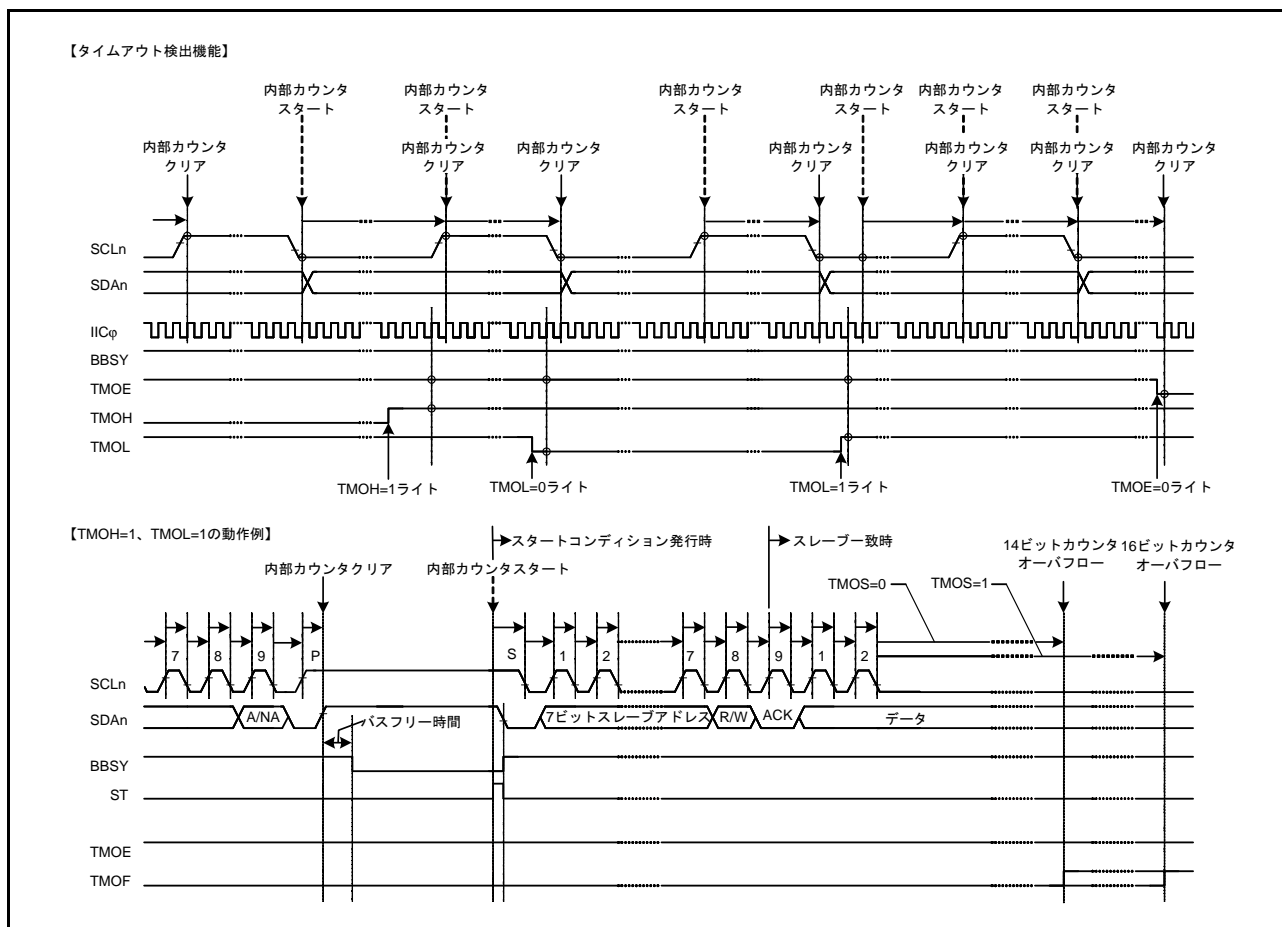 【タイムアウト検出機能】
内部カウンタ
スタート
内部カウンタ
スタート
内部カウンタ
スタート
内部カウンタ
スタート
内部カウンタ
スタート
内部カウンタ
スタート
内部カウンタ
クリア
内部カウンタ
クリア
内部カウンタ
クリア
内部カウンタ
クリア
内部カウンタ
クリア
内部カウンタ
クリア
内部カウンタ
クリア
SCLn
SDAn
IICφ
BBSY
TMOE
TMOH
TMOL
TMOH=1ライト
TMOL=0ライト
TMOL=1ライト
TMOE=0ライト
【TMOH=1、TMOL=1の動作例】
スタートコンディション発行時
スレーブ一致時
14ビットカウンタ
オーバフロー
16ビットカウンタ
オーバフロー
内部カウンタクリア
内部カウンタスタート
TMOS=0
TMOS=1
7 8 9 P S 1 2 7 8 9 1 2
SCLn
SDAn
A/NA
バスフリー時間
7ビットスレーブアドレス
R/W
ACK
データ
BBSY
ST
TMOE
TMOF